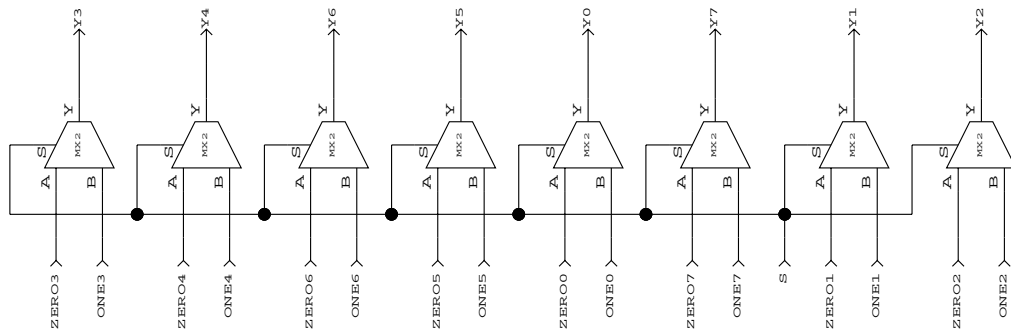 Y3
Y4
Y6
Y5
Y0
Y7
Y1
Y2
Y
Y
Y
Y
Y
Y
Y
Y
S
MX2
S
MX2
S
MX2
S
MX2
S
MX2
S
MX2
S
MX2
S
MX2
A
B
A
B
A
B
A
B
A
B
A
B
A
B
A
B
ZERO3
ONE3
ZERO4
ONE4
ZERO6
ONE6
ZERO5
ONE5
ZERO0
ONE0
ZERO7
ONE7
S
ZERO1
ONE1
ZERO2
ONE2